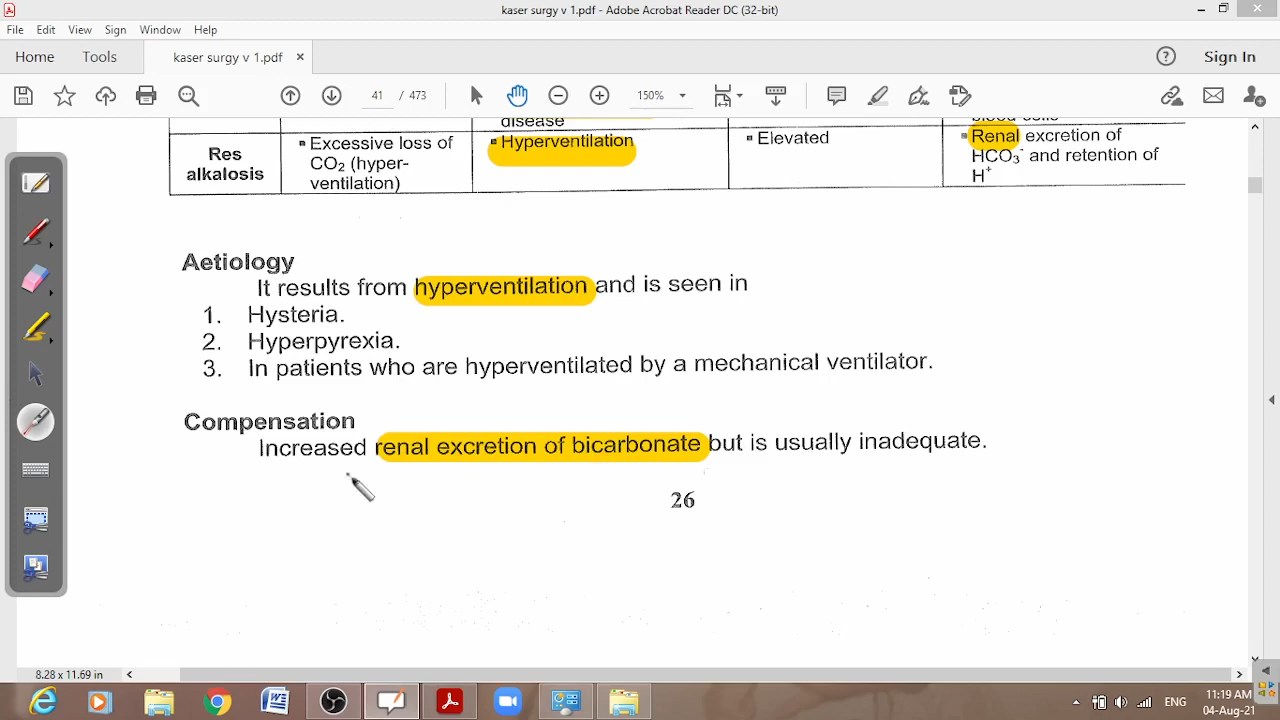 kaser surgy v 1.pdf - Adobe Acrobat Reader DC (32-bit)
File Edit View Sign Window Help
Home Tools kaser surgy v 1.pdf × Sign In
41 / 473 150%
disease blood cells
Res alkalosis
▪ Excessive loss of CO₂ (hyper-ventilation)
▪ Hyperventilation
▪ Elevated
▪ Renal excretion of HCO₃⁻ and retention of H⁺
Aetiology
It results from hyperventilation and is seen in
1. Hysteria.
2. Hyperpyrexia.
3. In patients who are hyperventilated by a mechanical ventilator.
Compensation
Increased renal excretion of bicarbonate but is usually inadequate.
26
8.28 x 11.69 in
ENG
11:19 AM
04-Aug-21